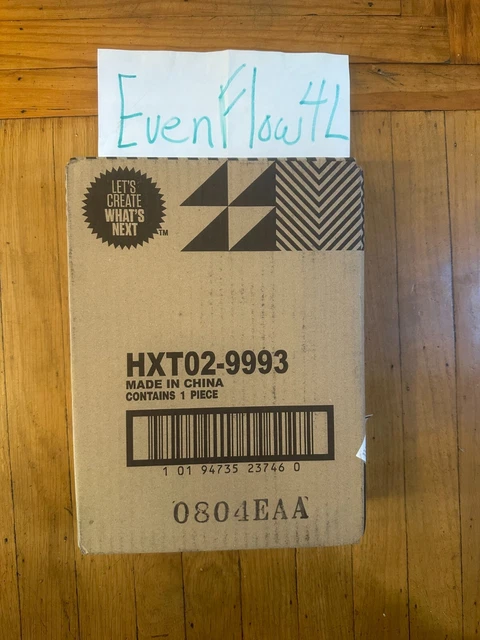 EvenFlow4L
LET'S
CREATE
WHAT'S
NEXT
TM
HXT02-9993
MADE IN CHINA
CONTAINS 1 PIECE
1 01 94735 23746 0
0804EAA